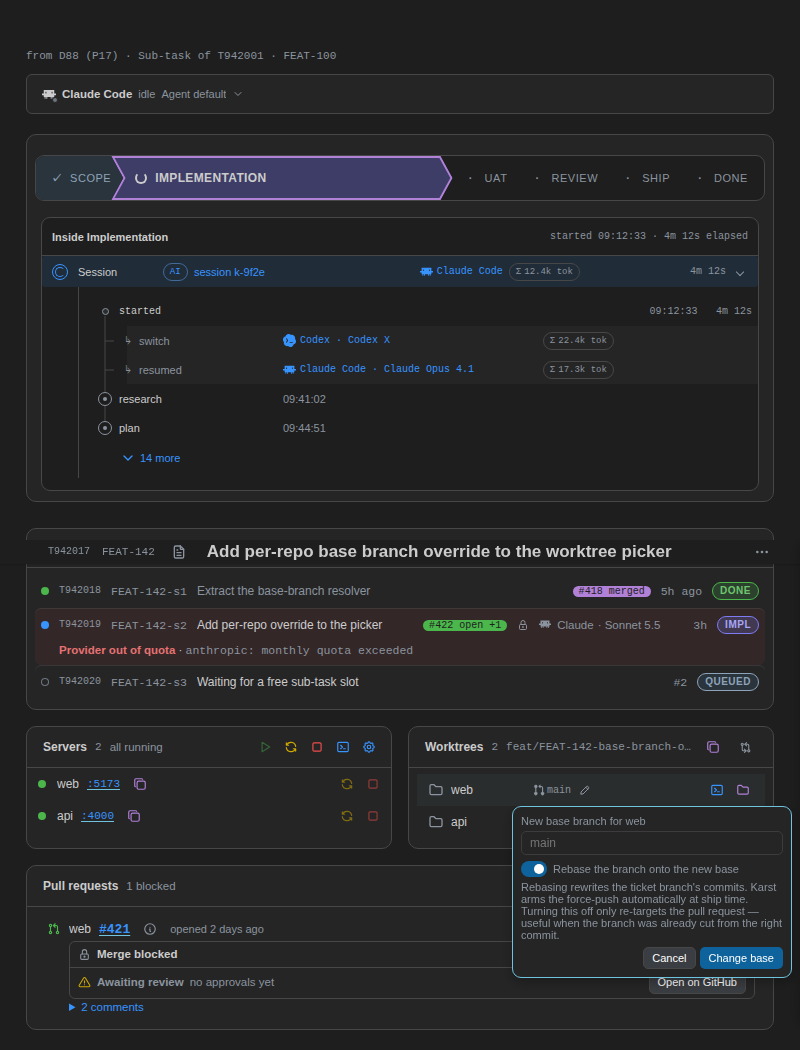 from D88 (P17) · Sub-task of T942001 · FEAT-100
Claude Code idle Agent default
SCOPE IMPLEMENTATION · UAT · REVIEW · SHIP · DONE
Inside Implementation started 09:12:33 · 4m 12s elapsed
Session AI session k-9f2e Claude Code Σ 12.4k tok 4m 12s
started 09:12:33 4m 12s
↳ switch Codex · Codex X Σ 22.4k tok
↳ resumed Claude Code · Claude Opus 4.1 Σ 17.3k tok
research 09:41:02
plan 09:44:51
14 more
T942017 FEAT-142 Add per-repo base branch override to the worktree picker
T942018 FEAT-142-s1 Extract the base-branch resolver #418 merged 5h ago DONE
T942019 FEAT-142-s2 Add per-repo override to the picker #422 open +1 Claude · Sonnet 5.5 3h IMPL
Provider out of quota · anthropic: monthly quota exceeded
T942020 FEAT-142-s3 Waiting for a free sub-task slot #2 QUEUED
Servers 2 all running
web :5173
api :4000
Worktrees 2 feat/FEAT-142-base-branch-o…
web main
api
New base branch for web
main
Rebase the branch onto the new base
Rebasing rewrites the ticket branch's commits. Karst
arms the force-push automatically at ship time.
Turning this off only re-targets the pull request —
useful when the branch was already cut from the right
commit.
Cancel Change base
Pull requests 1 blocked
web #421 opened 2 days ago
Merge blocked
Awaiting review no approvals yet Open on GitHub
2 comments